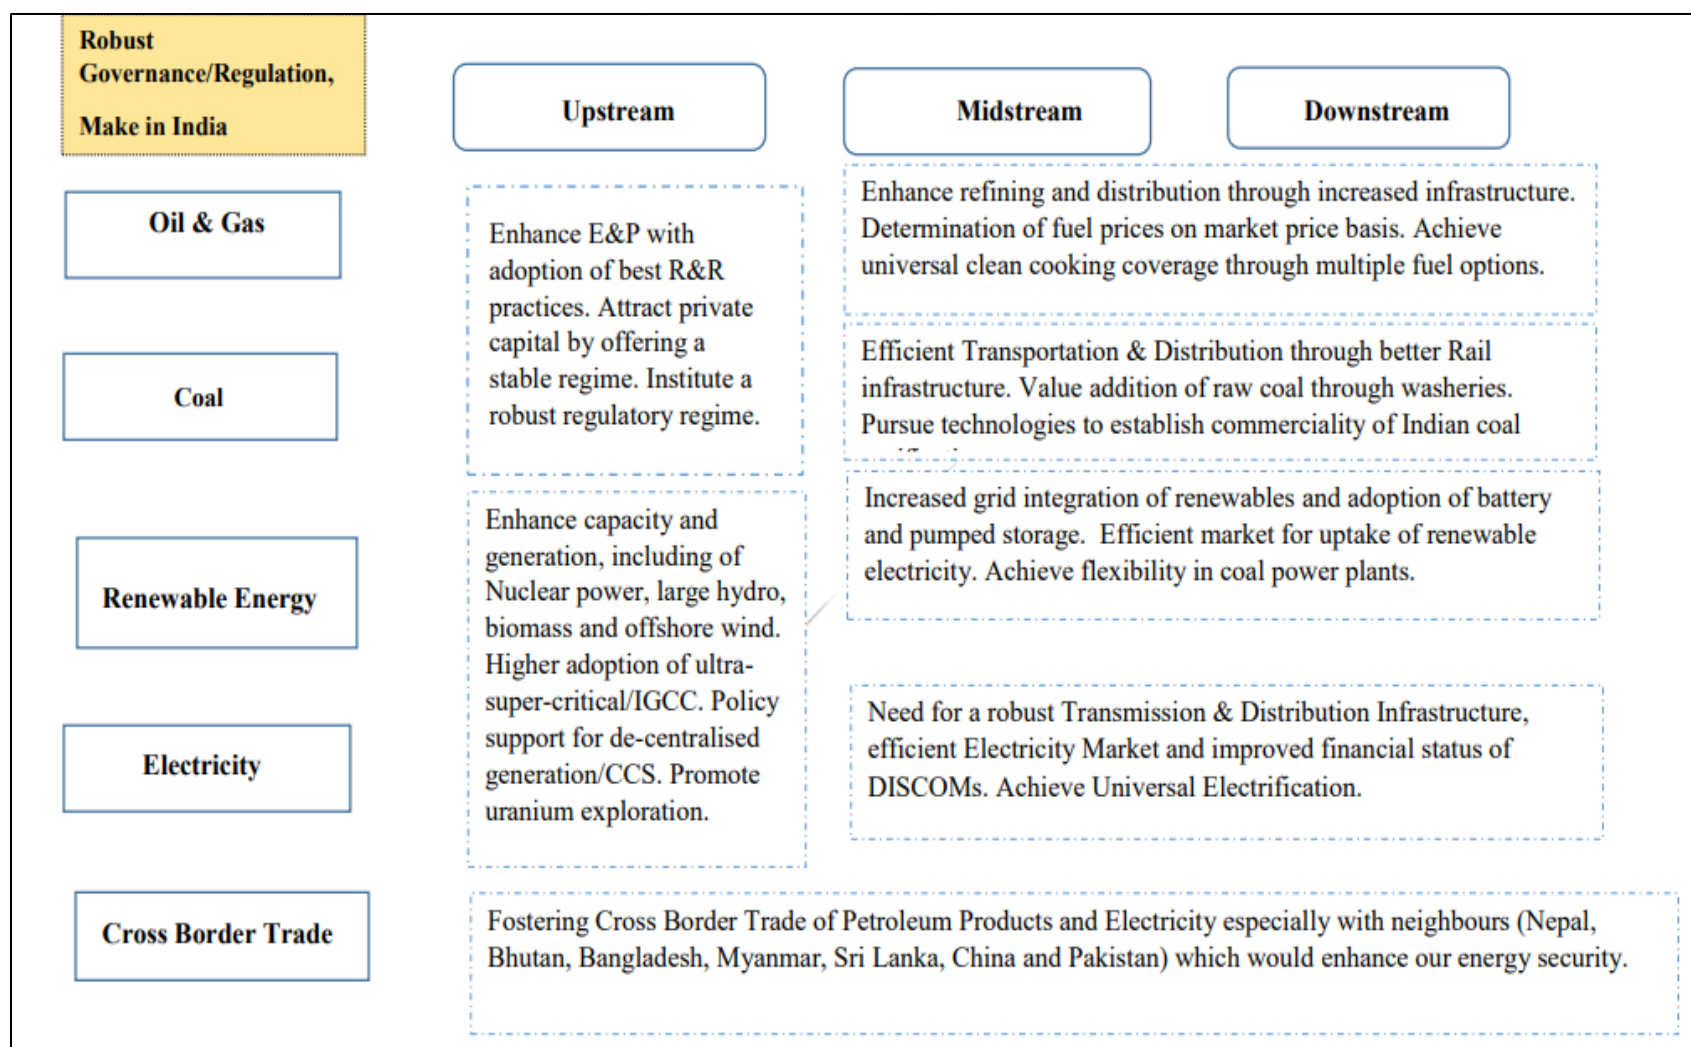 Robust
Governance/Regulation,
Make in India
Upstream
Midstream
Downstream
Oil & Gas
Enhance E&P with
adoption of best R&R
practices. Attract private
capital by offering a
stable regime. Institute a
robust regulatory regime.
Enhance refining and distribution through increased infrastructure.
Determination of fuel prices on market price basis. Achieve
universal clean cooking coverage through multiple fuel options.
Coal
Efficient Transportation & Distribution through better Rail
infrastructure. Value addition of raw coal through washeries.
Pursue technologies to establish commerciality of Indian coal
Renewable Energy
Enhance capacity and
generation, including of
Nuclear power, large hydro,
biomass and offshore wind.
Higher adoption of ultra-
super-critical/IGCC. Policy
support for de-centralised
generation/CCS. Promote
uranium exploration.
Increased grid integration of renewables and adoption of battery
and pumped storage.  Efficient market for uptake of renewable
electricity. Achieve flexibility in coal power plants.
Electricity
Need for a robust Transmission & Distribution Infrastructure,
efficient Electricity Market and improved financial status of
DISCOMs. Achieve Universal Electrification.
Cross Border Trade
Fostering Cross Border Trade of Petroleum Products and Electricity especially with neighbours (Nepal,
Bhutan, Bangladesh, Myanmar, Sri Lanka, China and Pakistan) which would enhance our energy security.